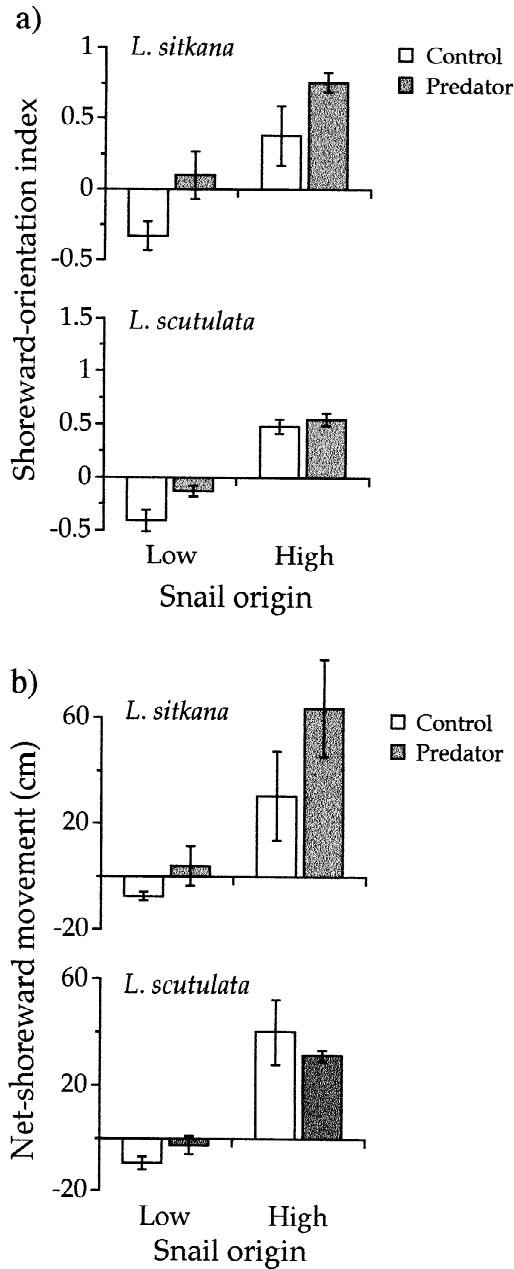 a)
L. sitkana
Control
Predator
Shoreward-orientation index
1
0.5
0
-0.5
L. scutulata
1.5
1
0.5
0
-0.5
Low High
Snail origin
b)
L. sitkana
Control
Predator
Net-shoreward movement (cm)
60
20
-20
L. scutulata
60
20
-20
Low High
Snail origin